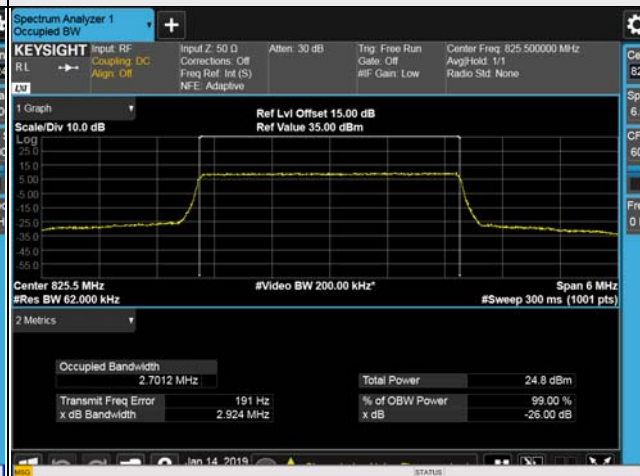 Spectrum Analyzer 1
Occupied BW
+
KEYSIGHT Input: RF Input Z: 50 Ω Atten: 30 dB Trig: Free Run Center Freq: 825.500000 MHz
RL Coupling: DC Corrections: Off Gate: Off Avg|Hold: 1/1
Align: Off Freq Ref: Int (S) #IF Gain: Low Radio Std: None
NFE: Adaptive
LXI
1 Graph
Ref Lvl Offset 15.00 dB
Scale/Div 10.0 dB Ref Value 35.00 dBm
Log
25.0
15.0
5.00
-5.00
-15.0
-25.0
-35.0
-45.0
-55.0
Center 825.5 MHz #Video BW 200.00 kHz* Span 6 MHz
#Res BW 62.000 kHz #Sweep 300 ms (1001 pts)
2 Metrics
Occupied Bandwidth
2.7012 MHz Total Power 24.8 dBm
Transmit Freq Error 191 Hz % of OBW Power 99.00 %
x dB Bandwidth 2.924 MHz x dB -26.00 dB
Jan 14, 2019
MSG STATUS